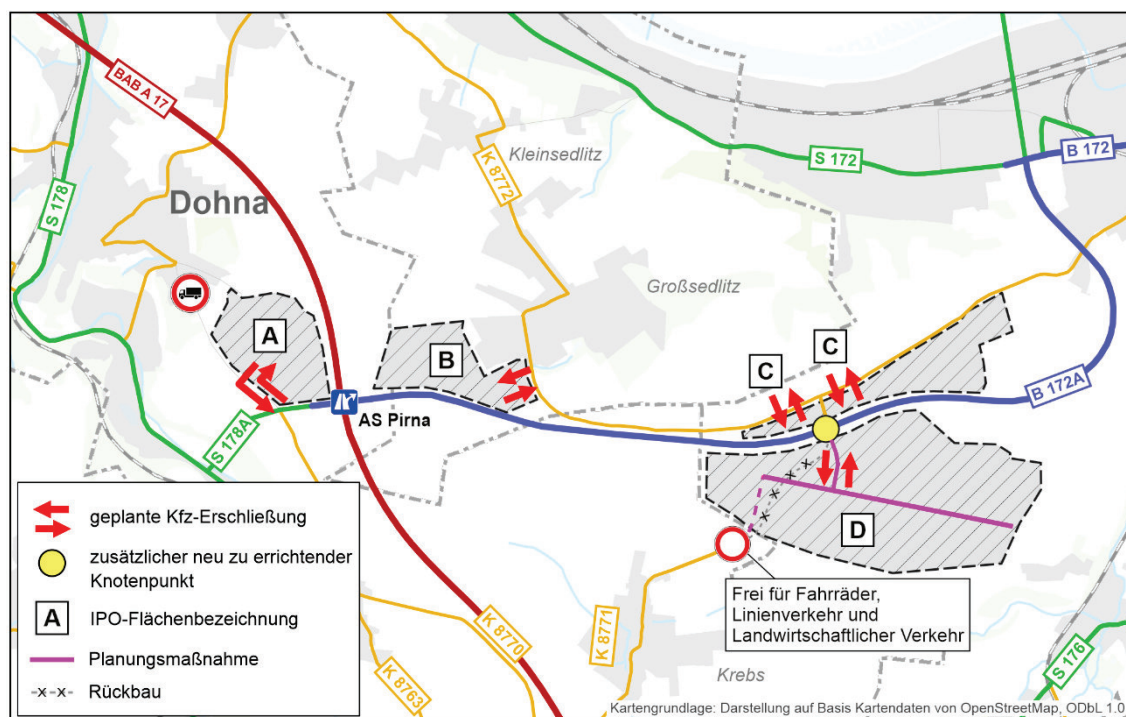 BAB A 17
S 178
Dohna
K 8772
Kleinsedlitz
Großsedlitz
S 172
B 172
B 172A
A
B
C
C
D
AS Pirna
S 178A
K 8770
K 8763
K 8771
Krebs
S 176
Frei für Fahrräder,
Linienverkehr und
Landwirtschaftlicher Verkehr
geplante Kfz-Erschließung
zusätzlicher neu zu errichtender
Knotenpunkt
A
IPO-Flächenbezeichnung
Planungsmaßnahme
Rückbau
Kartengrundlage: Darstellung auf Basis Kartendaten von OpenStreetMap, ODbL 1.0